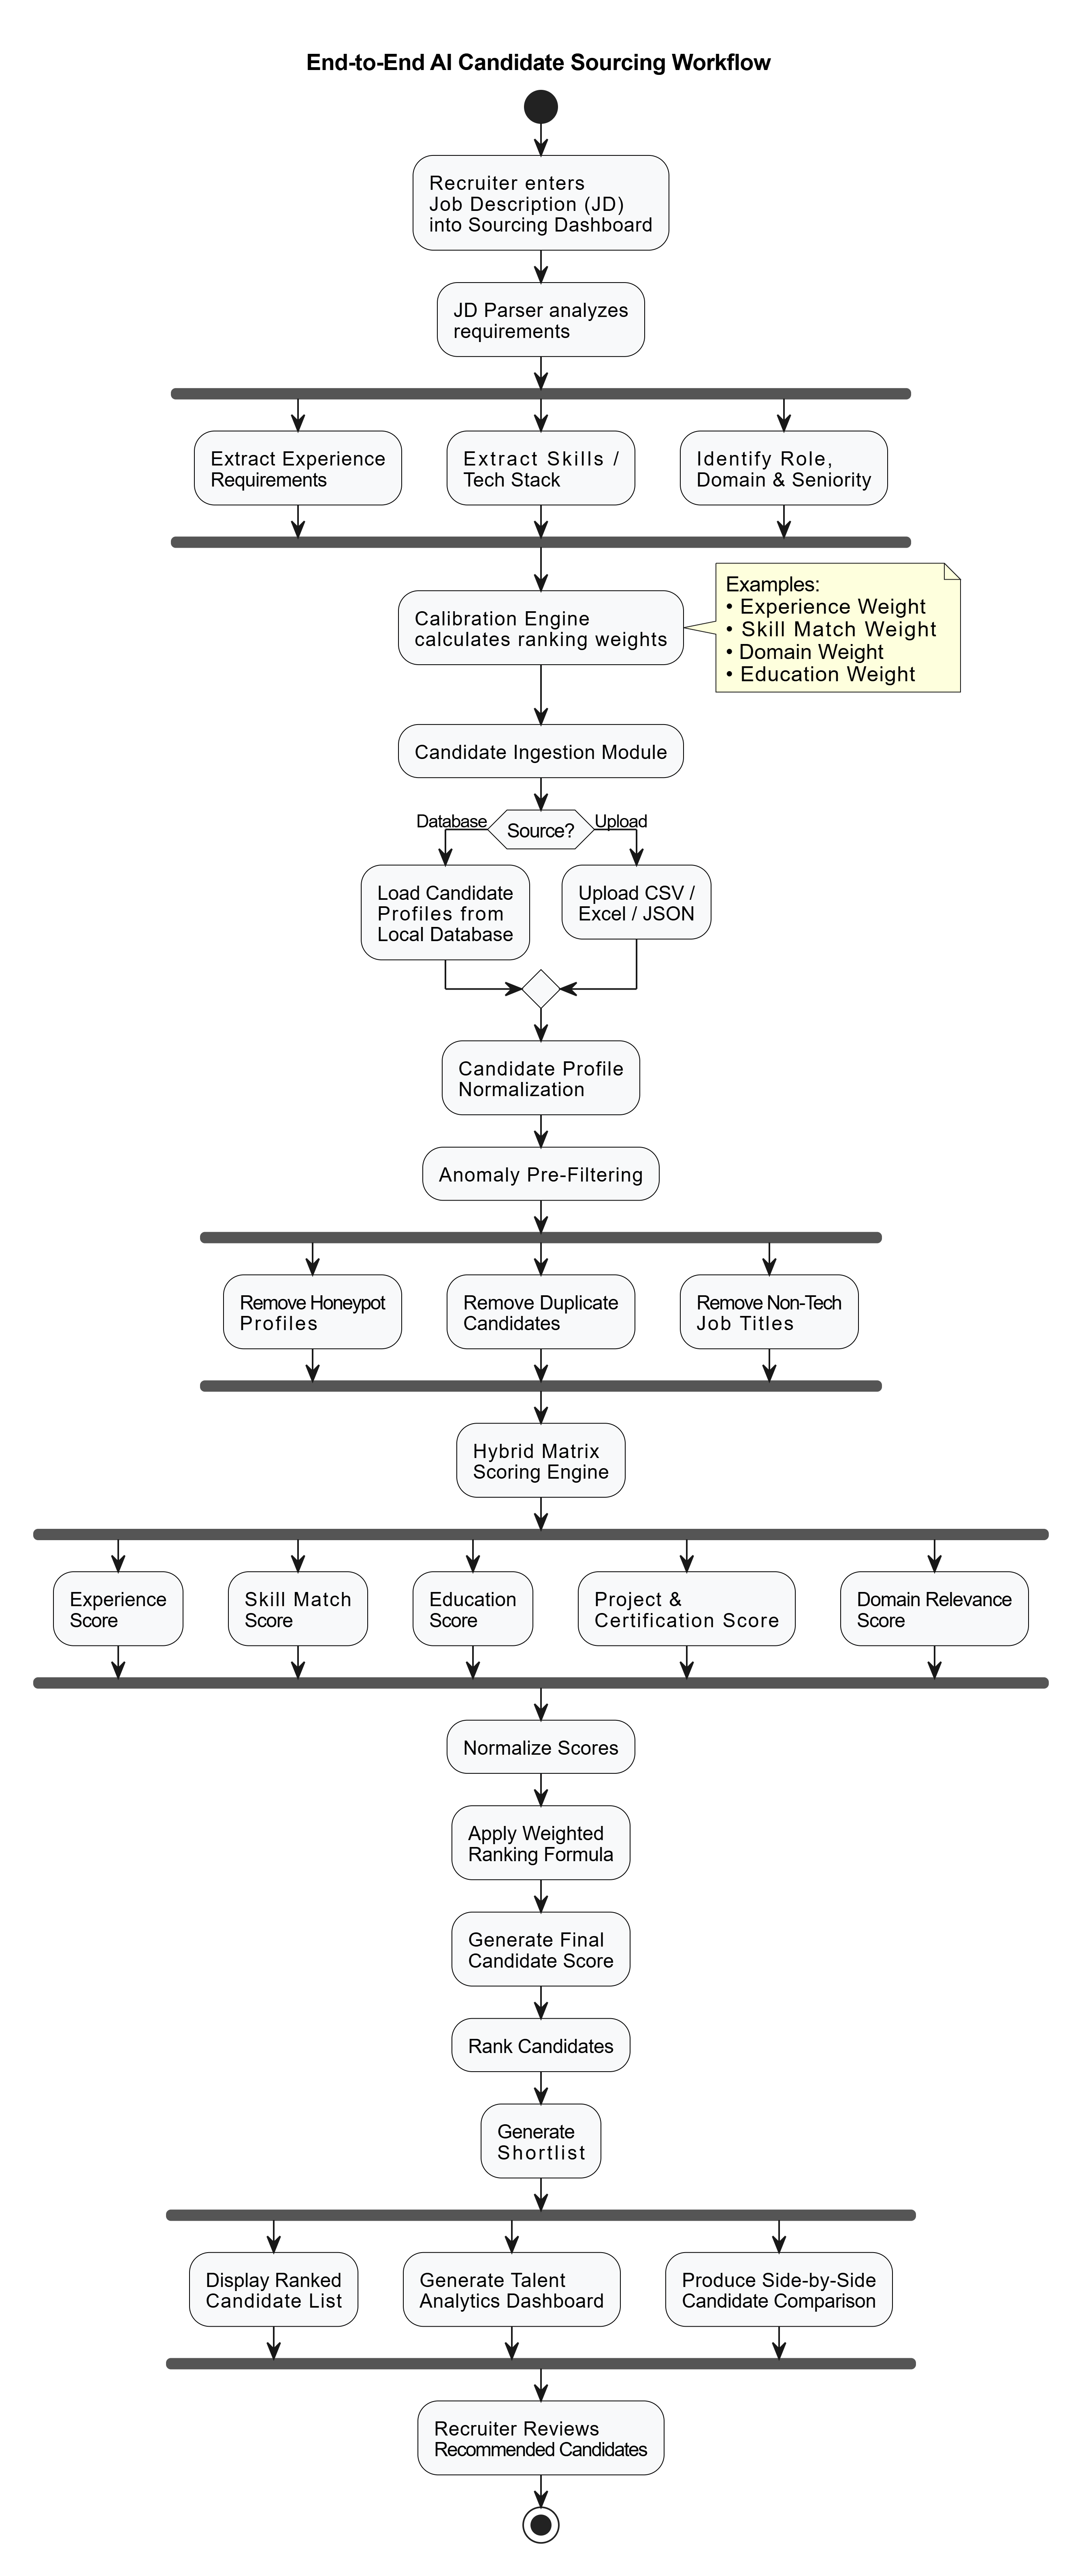 End-to-End AI Candidate Sourcing Workflow
Recruiter enters
Job Description (JD)
into Sourcing Dashboard
JD Parser analyzes
requirements
Extract Experience
Requirements
Extract Skills /
Tech Stack
Identify Role,
Domain & Seniority
Calibration Engine
calculates ranking weights
Examples:
• Experience Weight
• Skill Match Weight
• Domain Weight
• Education Weight
Candidate Ingestion Module
Source?
Database
Upload
Load Candidate
Profiles from
Local Database
Upload CSV /
Excel / JSON
Candidate Profile
Normalization
Anomaly Pre-Filtering
Remove Honeypot
Profiles
Remove Duplicate
Candidates
Remove Non-Tech
Job Titles
Hybrid Matrix
Scoring Engine
Experience
Score
Skill Match
Score
Education
Score
Project &
Certification Score
Domain Relevance
Score
Normalize Scores
Apply Weighted
Ranking Formula
Generate Final
Candidate Score
Rank Candidates
Generate
Shortlist
Display Ranked
Candidate List
Generate Talent
Analytics Dashboard
Produce Side-by-Side
Candidate Comparison
Recruiter Reviews
Recommended Candidates